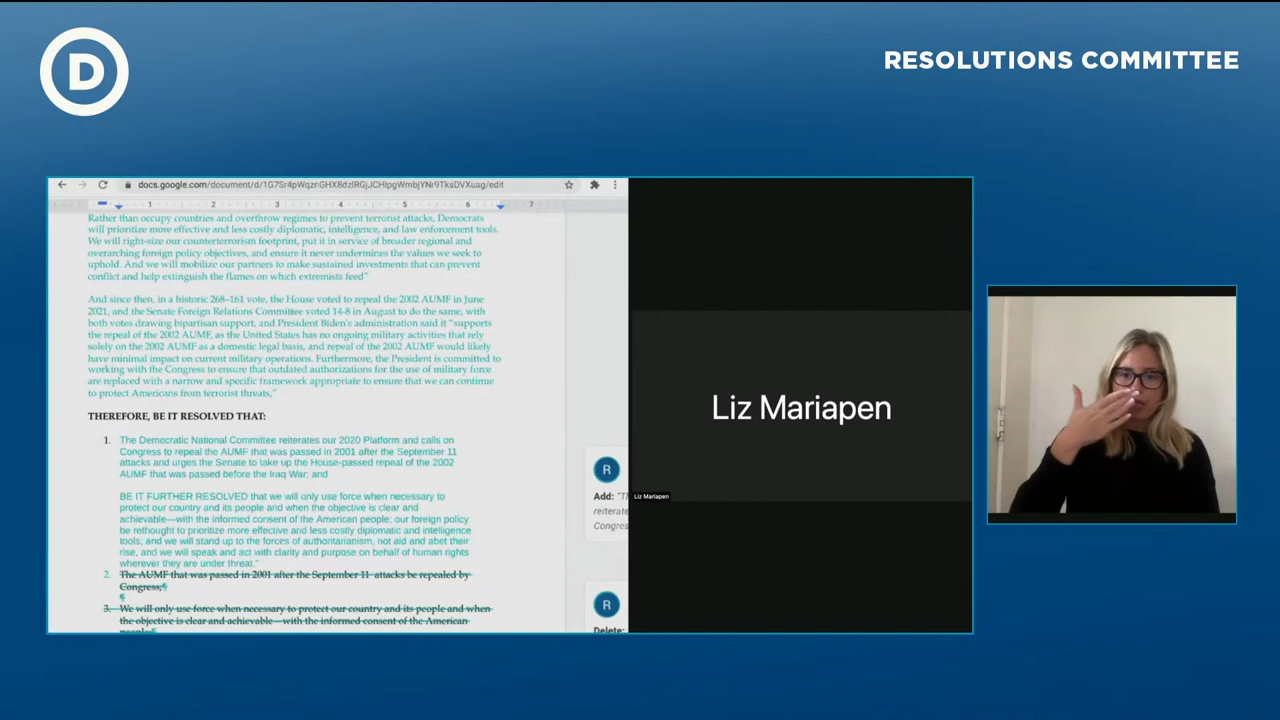 D
RESOLUTIONS COMMITTEE
docs.google.com/document/d/
1 2 3 4 5 6 7
Rather than occupy countries and overthrow regimes to prevent terrorist attacks, Democrats
will prioritize more effective and less costly diplomatic, intelligence, and law enforcement tools.
We will right-size our counterterrorism footprint, put it in service of broader regional and
overarching foreign policy objectives, and ensure it never undermines the values we seek to
uphold. And we will mobilize our partners to make sustained investments that can prevent
conflict and help extinguish the flames on which extremists feed"
And since then, in a historic 268–161 vote, the House voted to repeal the 2002 AUMF in June
2021, and the Senate Foreign Relations Committee voted 14-8 in August to do the same, with
both votes drawing bipartisan support, and President Biden's administration said it "supports
the repeal of the 2002 AUMF, as the United States has no ongoing military activities that rely
solely on the 2002 AUMF as a domestic legal basis, and repeal of the 2002 AUMF would likely
have minimal impact on current military operations. Furthermore, the President is committed to
working with the Congress to ensure that outdated authorizations for the use of military force
are replaced with a narrow and specific framework appropriate to ensure that we can continue
to protect Americans from terrorist threats,"
THEREFORE, BE IT RESOLVED THAT:
1. The Democratic National Committee reiterates our 2020 Platform and calls on
Congress to repeal the AUMF that was passed in 2001 after the September 11
attacks and urges the Senate to take up the House-passed repeal of the 2002
AUMF that was passed before the Iraq War; and
BE IT FURTHER RESOLVED that we will only use force when necessary to
protect our country and its people and when the objective is clear and
achievable—with the informed consent of the American people; our foreign policy
be rethought to prioritize more effective and less costly diplomatic and intelligence
tools; and we will stand up to the forces of authoritarianism, not aid and abet their
rise, and we will speak and act with clarity and purpose on behalf of human rights
wherever they are under threat."
2. The AUMF that was passed in 2001 after the September 11 attacks be repealed by
Congress;¶
¶
3. We will only use force when necessary to protect our country and its people and when
the objective is clear and achievable—with the informed consent of the American
people;¶
R
Add: "Th
reiterate
Congres
R
Delete:
Liz Mariapen
Liz Mariapen